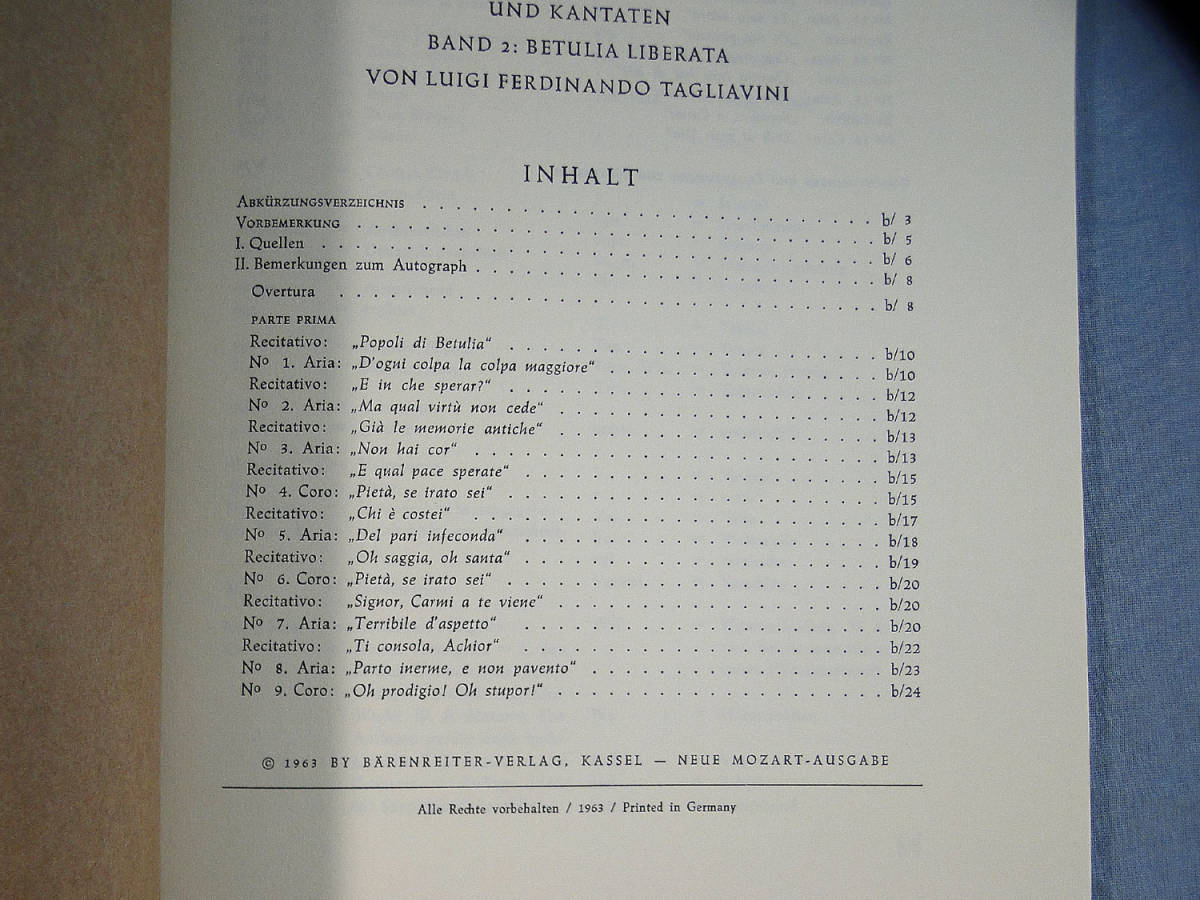 UND KANTATEN
BAND 2: BETULIA LIBERATA
VON LUIGI FERDINANDO TAGLIAVINI
INHALT
ABKÜRZUNGSVERZEICHNIS . . . . . . . . . . . . . . . . . . . . . . b/ 3
VORBEMERKUNG . . . . . . . . . . . . . . . . . . . . . . . . . b/ 5
I. Quellen . . . . . . . . . . . . . . . . . . . . . . . . . . . b/ 6
II. Bemerkungen zum Autograph . . . . . . . . . . . . . . . . . . . b/ 8
Overtura . . . . . . . . . . . . . . . . . . . . . . . . . . b/ 8
PARTE PRIMA
Recitativo: „Popoli di Betulia“ . . . . . . . . . . . . . . . . . . b/10
No 1. Aria: „D'ogni colpa la colpa maggiore“ . . . . . . . . . . . . . b/10
Recitativo: „E in che sperar?“ . . . . . . . . . . . . . . . . . . b/12
No 2. Aria: „Ma qual virtù non cede“ . . . . . . . . . . . . . . . . b/12
Recitativo: „Già le memorie antiche“ . . . . . . . . . . . . . . . . b/13
No 3. Aria: „Non hai cor“ . . . . . . . . . . . . . . . . . . . . b/13
Recitativo: „E qual pace sperate“ . . . . . . . . . . . . . . . . . b/15
No 4. Coro: „Pietà, se irato sei“ . . . . . . . . . . . . . . . . . . b/15
Recitativo: „Chi è costei“ . . . . . . . . . . . . . . . . . . . . b/17
No 5. Aria: „Del pari infeconda“ . . . . . . . . . . . . . . . . . b/18
Recitativo: „Oh saggia, oh santa“ . . . . . . . . . . . . . . . . . b/19
No 6. Coro: „Pietà, se irato sei“ . . . . . . . . . . . . . . . . . . b/20
Recitativo: „Signor, Carmi a te viene“ . . . . . . . . . . . . . . . . b/20
No 7. Aria: „Terribile d'aspetto“ . . . . . . . . . . . . . . . . . b/20
Recitativo: „Ti consola, Achior“ . . . . . . . . . . . . . . . . . b/22
No 8. Aria: „Parto inerme, e non pavento“ . . . . . . . . . . . . . . b/23
No 9. Coro: „Oh prodigio! Oh stupor!“ . . . . . . . . . . . . . . . . b/24
© 1963 BY BÄRENREITER-VERLAG, KASSEL — NEUE MOZART-AUSGABE
Alle Rechte vorbehalten / 1963 / Printed in Germany